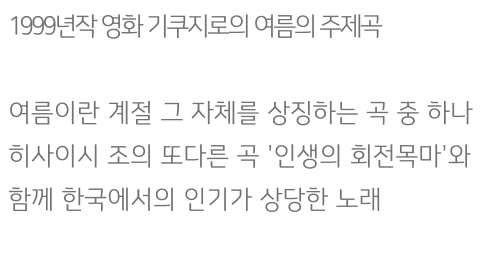 1999년작 영화 기쿠지로의 여름의 주제곡
여름이란 계절 그 자체를 상징하는 곡 중 하나
히사이시 조의 또다른 곡 '인생의 회전목마'와
함께 한국에서의 인기가 상당한 노래